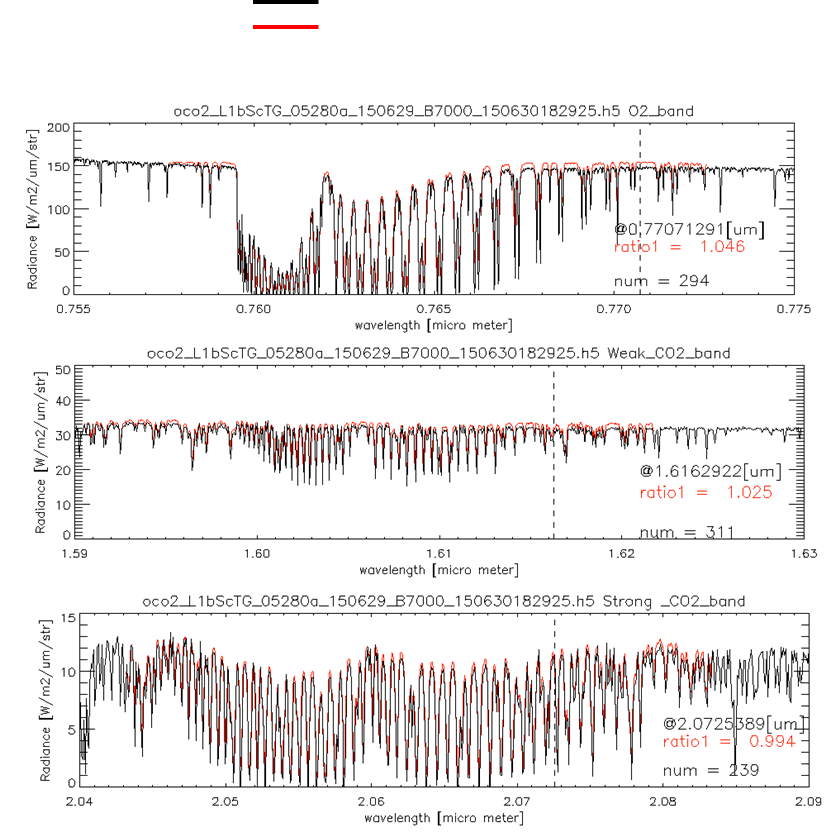 oco2_L1bScTG_05280a_150629_B7000_150630182925.h5 O2_band
Radiance [W/m2/um/str]
200
150
100
50
0
@0.77071291[um]
ratio1 = 1.046
num = 294
0.755 0.760 0.765 0.770 0.775
wavelength [micro meter]
oco2_L1bScTG_05280a_150629_B7000_150630182925.h5 Weak_CO2_band
Radiance [W/m2/um/str]
50
40
30
20
10
0
@1.6162922[um]
ratio1 = 1.025
num = 311
1.59 1.60 1.61 1.62 1.63
wavelength [micro meter]
oco2_L1bScTG_05280a_150629_B7000_150630182925.h5 Strong _CO2_band
Radiance [W/m2/um/str]
15
10
5
0
@2.0725389[um]
ratio1 = 0.994
num = 239
2.04 2.05 2.06 2.07 2.08 2.09
wavelength [micro meter]